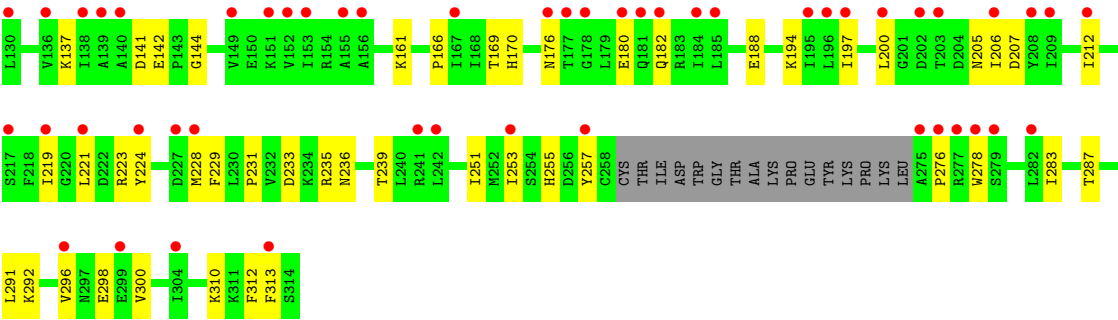 L130 V136 K137 I138 A139 A140 D141 E142 P143 G144 V149 E150 K151 V152 I153 R154 A155 A156 K161 P166 I167 I168 T169 H170 N176 T177 G178 L179 E180 Q181 Q182 R183 I184 L185 E188 K194 I195 L196 I197 L200 G201 D202 T203 D204 N205 I206 D207 Y208 I209 I212
S217 F218 I219 G220 L221 D222 R223 Y224 D227 M228 F229 L230 P231 V232 D233 K234 R235 N236 T239 L240 R241 L242 I251 M252 I253 S254 H255 D256 Y257 C258 CYS THR ILE ASP TRP GLY THR ALA LYS PRO GLU TYR LYS PRO LYS LEU A275 P276 R277 W278 S279 L282 I283 T287
L291 K292 V296 N297 E298 E299 V300 I304 K310 K311 F312 F313 S314